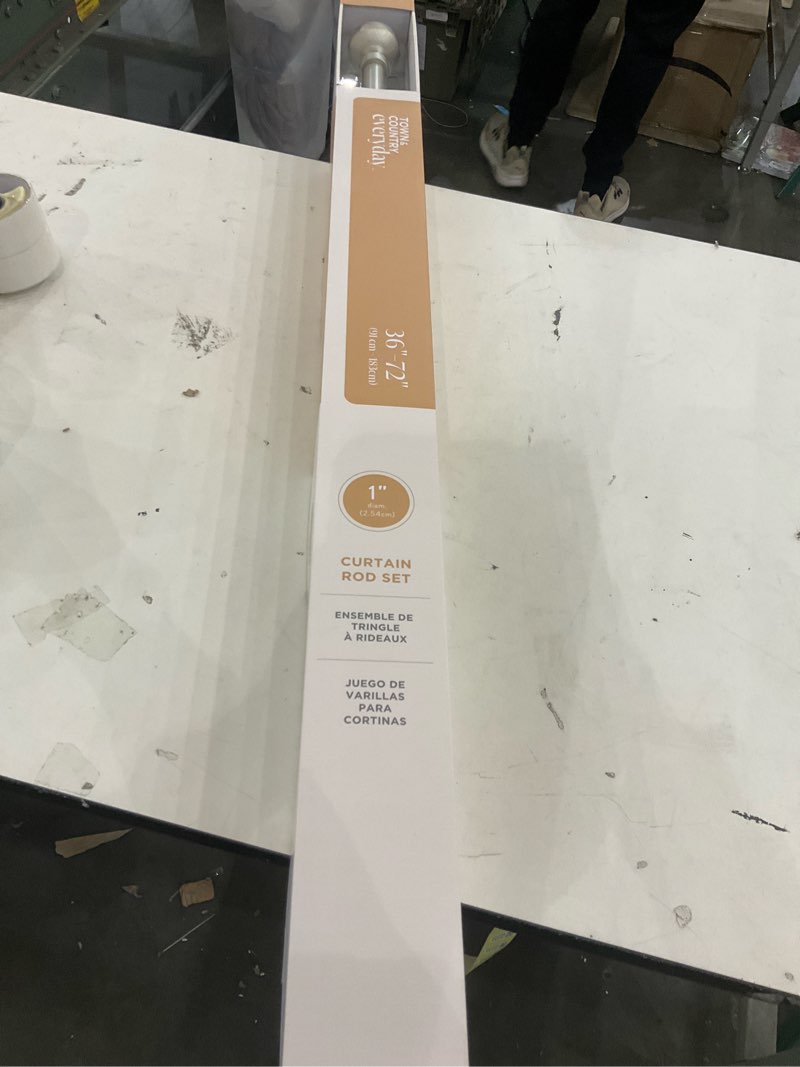 TOWN &
COUNTRY
everyday.
36"-72"
(91cm - 183cm)
1"
diam.
(2.54cm)
CURTAIN
ROD SET
ENSEMBLE DE
TRINGLE
À RIDEAUX
JUEGO DE
VARILLAS
PARA
CORTINAS